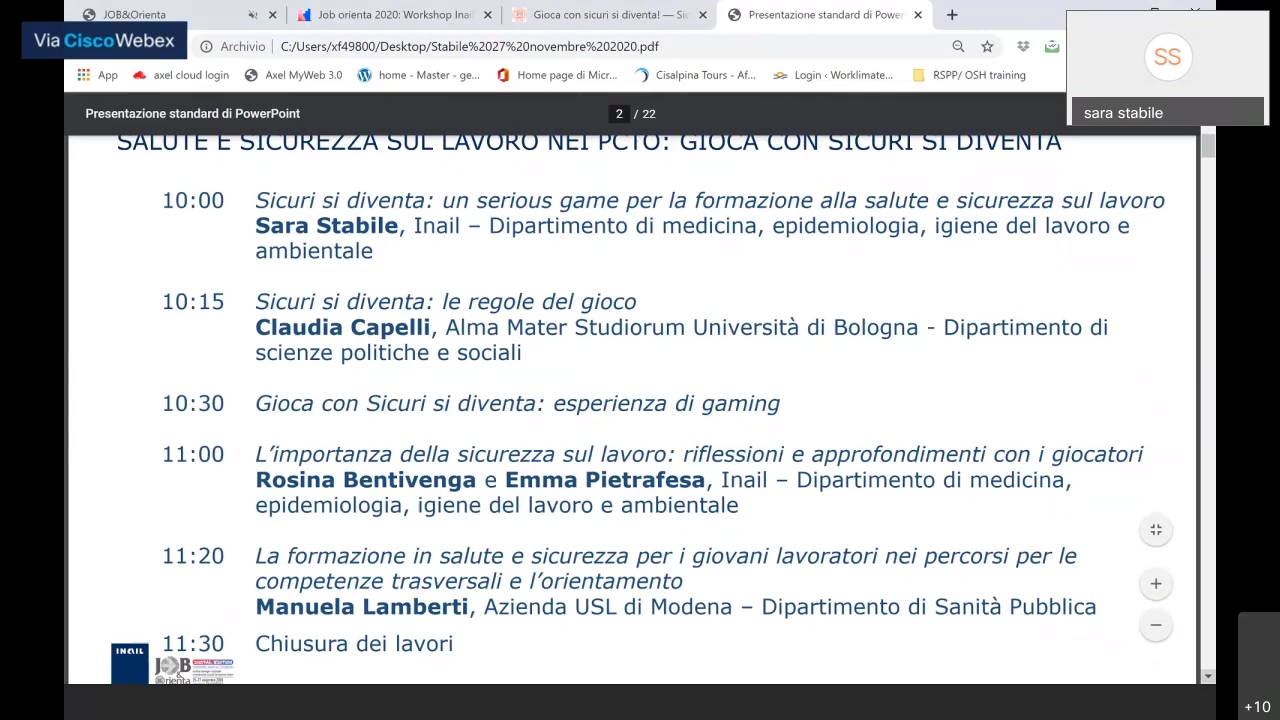 JOB&Orienta
Job orienta 2020: Workshop Inail
Gioca con sicuri si diventa! — Sic
Presentazione standard di Power
Via CiscoWebex
Archivio
C:/Users/xf49800/Desktop/Stabile%2027%20novembre%202020.pdf
App
axel cloud login
Axel MyWeb 3.0
home - Master - ge...
Home page di Micr...
Cisalpina Tours - Af...
Login ‹ Worklimate...
RSPP/ OSH training
SS
sara stabile
Presentazione standard di PowerPoint
2 / 22
SALUTE E SICUREZZA SUL LAVORO NEI PCTO: GIOCA CON SICURI SI DIVENTA
10:00 Sicuri si diventa: un serious game per la formazione alla salute e sicurezza sul lavoro
Sara Stabile, Inail – Dipartimento di medicina, epidemiologia, igiene del lavoro e
ambientale
10:15 Sicuri si diventa: le regole del gioco
Claudia Capelli, Alma Mater Studiorum Università di Bologna - Dipartimento di
scienze politiche e sociali
10:30 Gioca con Sicuri si diventa: esperienza di gaming
11:00 L’importanza della sicurezza sul lavoro: riflessioni e approfondimenti con i giocatori
Rosina Bentivenga e Emma Pietrafesa, Inail – Dipartimento di medicina,
epidemiologia, igiene del lavoro e ambientale
11:20 La formazione in salute e sicurezza per i giovani lavoratori nei percorsi per le
competenze trasversali e l’orientamento
Manuela Lamberti, Azienda USL di Modena – Dipartimento di Sanità Pubblica
11:30 Chiusura dei lavori
INAIL
JOB
Orienta
+10